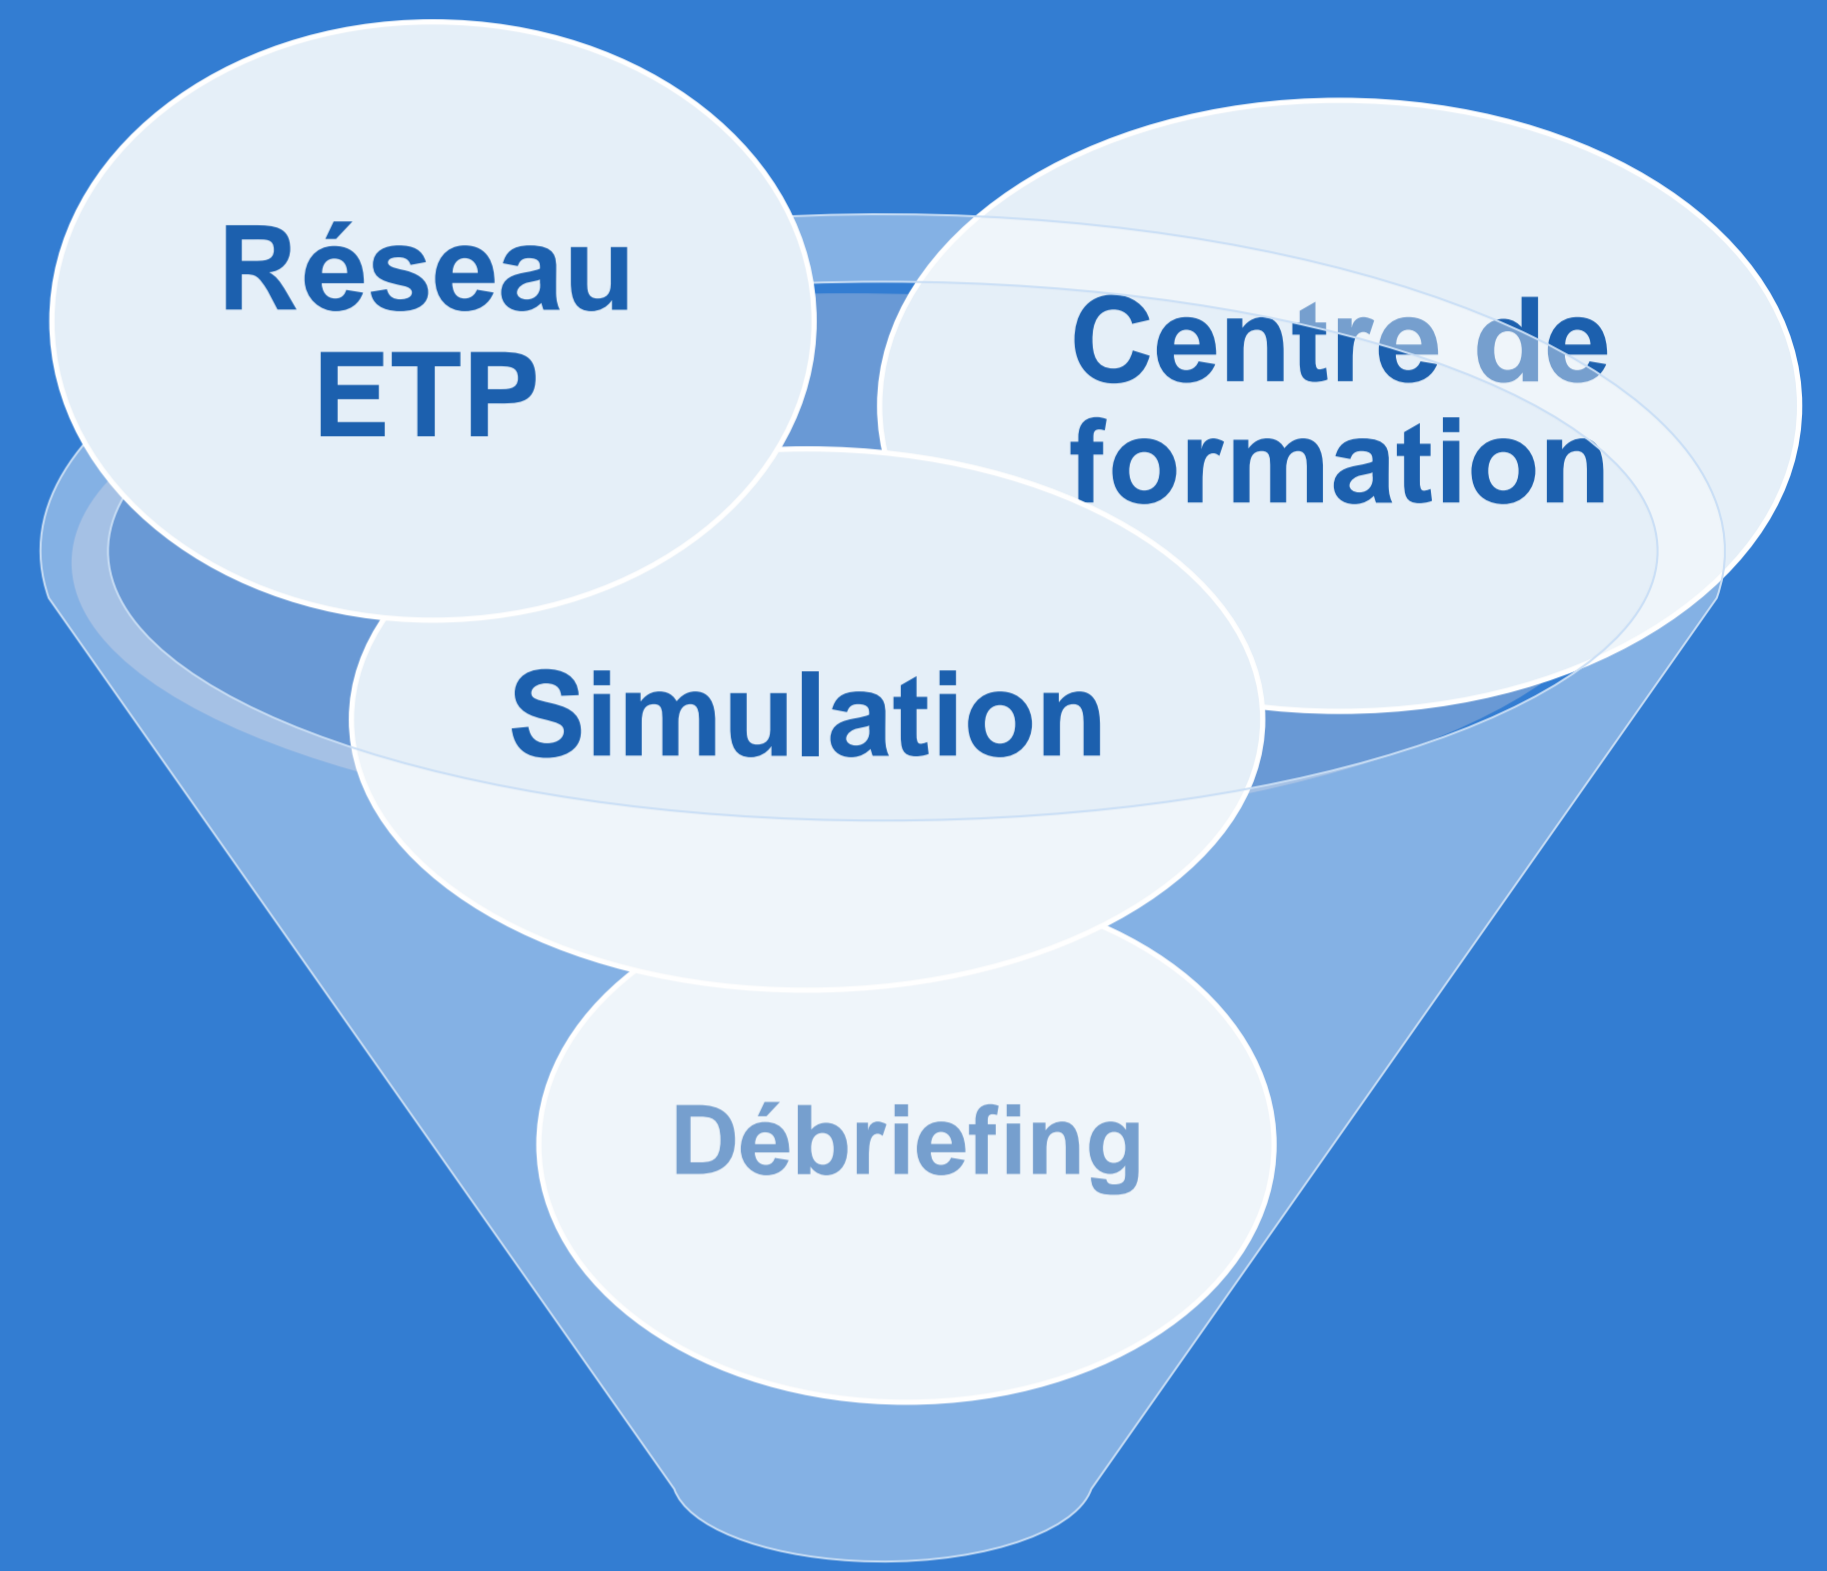 Réseau
ETP
Centre de
formation
Simulation
Débriefing